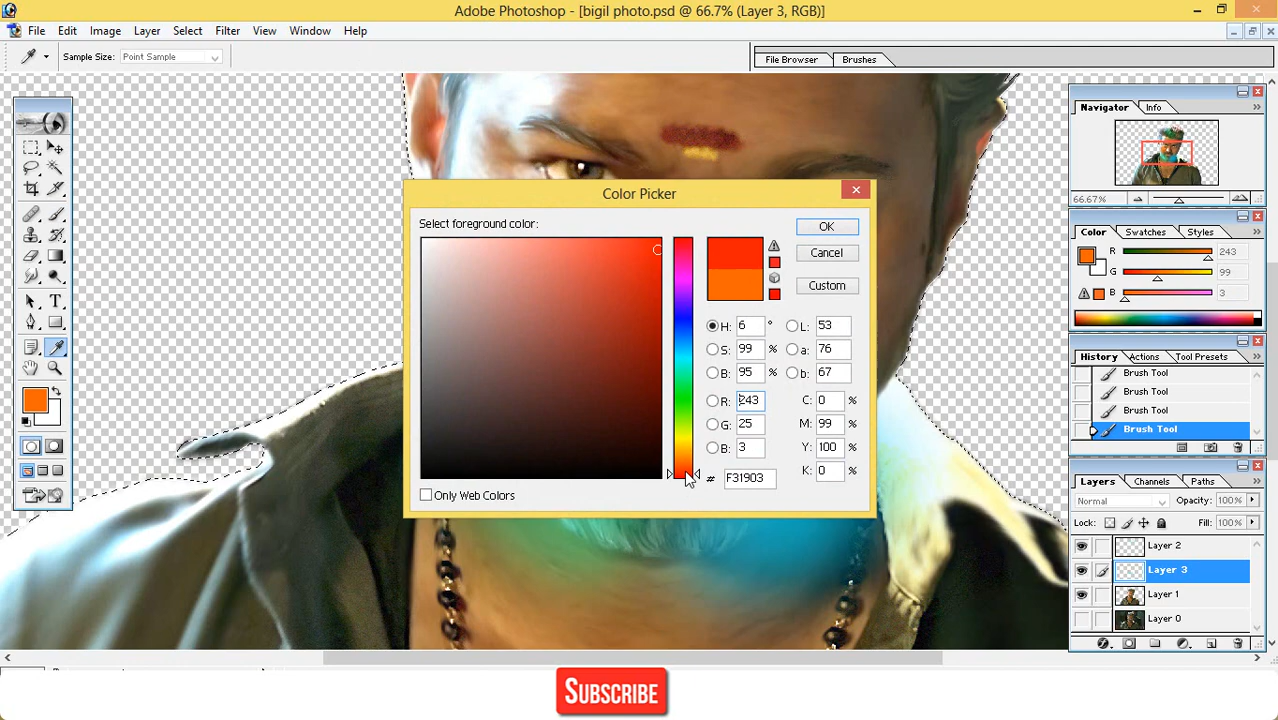 Adobe Photoshop - [bigil photo.psd @ 66.7% (Layer 3, RGB)]
File Edit Image Layer Select Filter View Window Help
Sample Size: Point Sample
File Browser Brushes
Navigator Info
66.67%
Color Swatches Styles
R 243
G 99
B 3
History Actions Tool Presets
Brush Tool
Brush Tool
Brush Tool
Brush Tool
Layers Channels Paths
Normal Opacity: 100%
Lock: Fill: 100%
Layer 2
Layer 3
Layer 1
Layer 0
Color Picker
Select foreground color:
OK
Cancel
Custom
H: 6 ° L: 53
S: 99 % a: 76
B: 95 % b: 67
R: 243 C: 0 %
G: 25 M: 99 %
B: 3 Y: 100 %
# F31903 K: 0 %
Only Web Colors
SUBSCRIBE